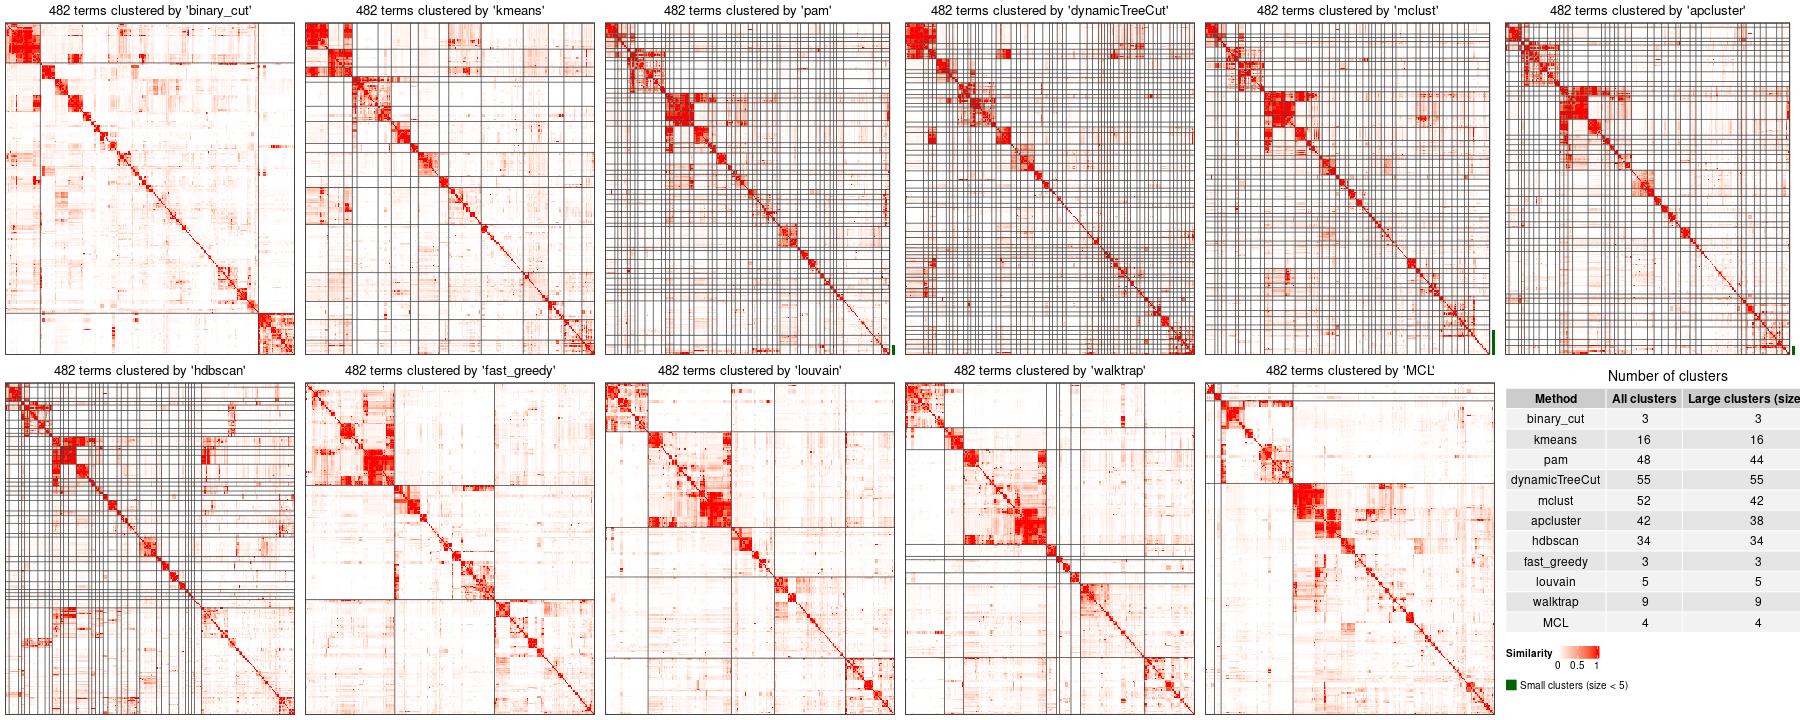 482 terms clustered by 'binary_cut'
482 terms clustered by 'kmeans'
482 terms clustered by 'pam'
482 terms clustered by 'dynamicTreeCut'
482 terms clustered by 'mclust'
482 terms clustered by 'apcluster'
482 terms clustered by 'hdbscan'
482 terms clustered by 'fast_greedy'
482 terms clustered by 'louvain'
482 terms clustered by 'walktrap'
482 terms clustered by 'MCL'
Number of clusters
Method All clusters Large clusters (size
binary_cut 3 3
kmeans 16 16
pam 48 44
dynamicTreeCut 55 55
mclust 52 42
apcluster 42 38
hdbscan 34 34
fast_greedy 3 3
louvain 5 5
walktrap 9 9
MCL 4 4
Similarity
0 0.5 1
Small clusters (size < 5)